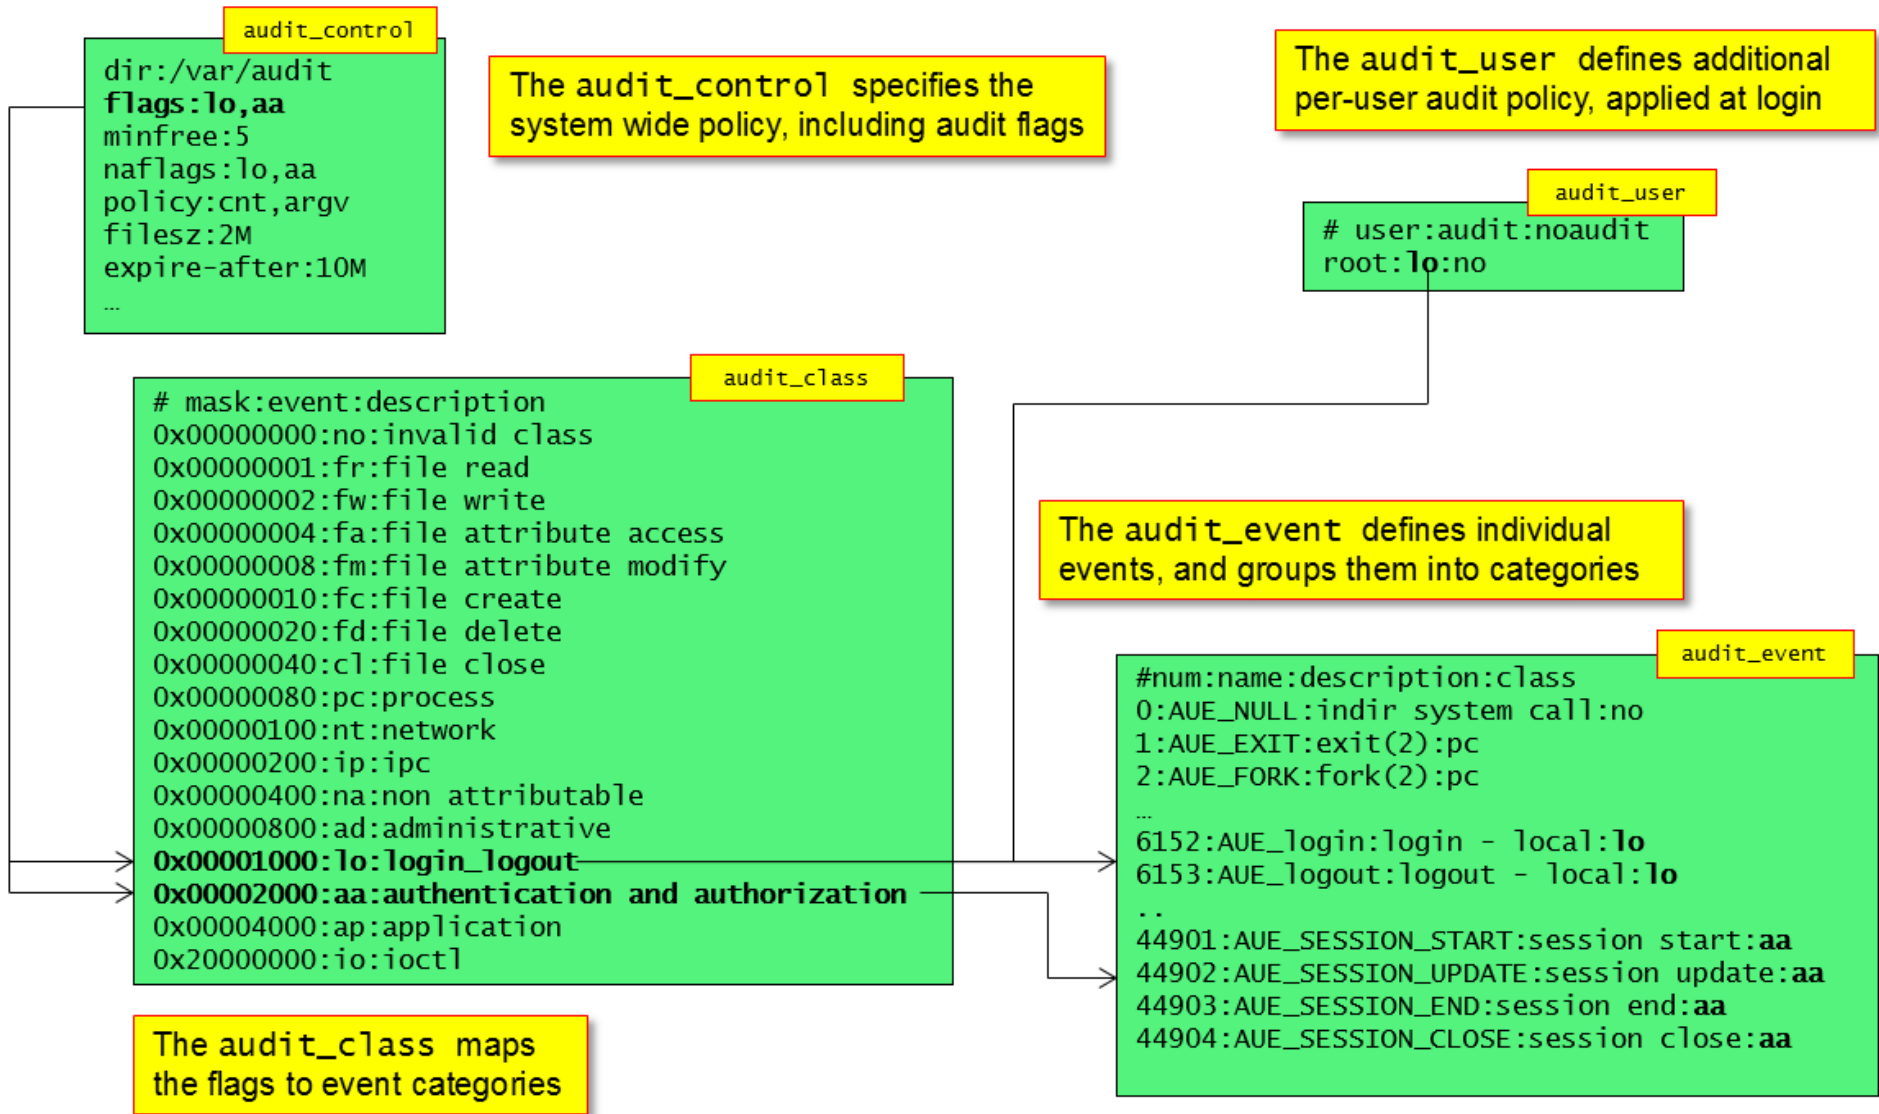 audit_control
dir:/var/audit
flags:lo,aa
minfree:5
naflags:lo,aa
policy:cnt,argv
filesz:2M
expire-after:10M
…
The audit_control specifies the
system wide policy, including audit flags
The audit_user defines additional
per-user audit policy, applied at login
audit_user
# user:audit:noaudit
root:lo:no
audit_class
# mask:event:description
0x00000000:no:invalid class
0x00000001:fr:file read
0x00000002:fw:file write
0x00000004:fa:file attribute access
0x00000008:fm:file attribute modify
0x00000010:fc:file create
0x00000020:fd:file delete
0x00000040:cl:file close
0x00000080:pc:process
0x00000100:nt:network
0x00000200:ip:ipc
0x00000400:na:non attributable
0x00000800:ad:administrative
0x00001000:lo:login_logout
0x00002000:aa:authentication and authorization
0x00004000:ap:application
0x20000000:io:ioctl
The audit_event defines individual
events, and groups them into categories
audit_event
#num:name:description:class
0:AUE_NULL:indir system call:no
1:AUE_EXIT:exit(2):pc
2:AUE_FORK:fork(2):pc
…
6152:AUE_login:login - local:lo
6153:AUE_logout:logout - local:lo
..
44901:AUE_SESSION_START:session start:aa
44902:AUE_SESSION_UPDATE:session update:aa
44903:AUE_SESSION_END:session end:aa
44904:AUE_SESSION_CLOSE:session close:aa
The audit_class maps
the flags to event categories